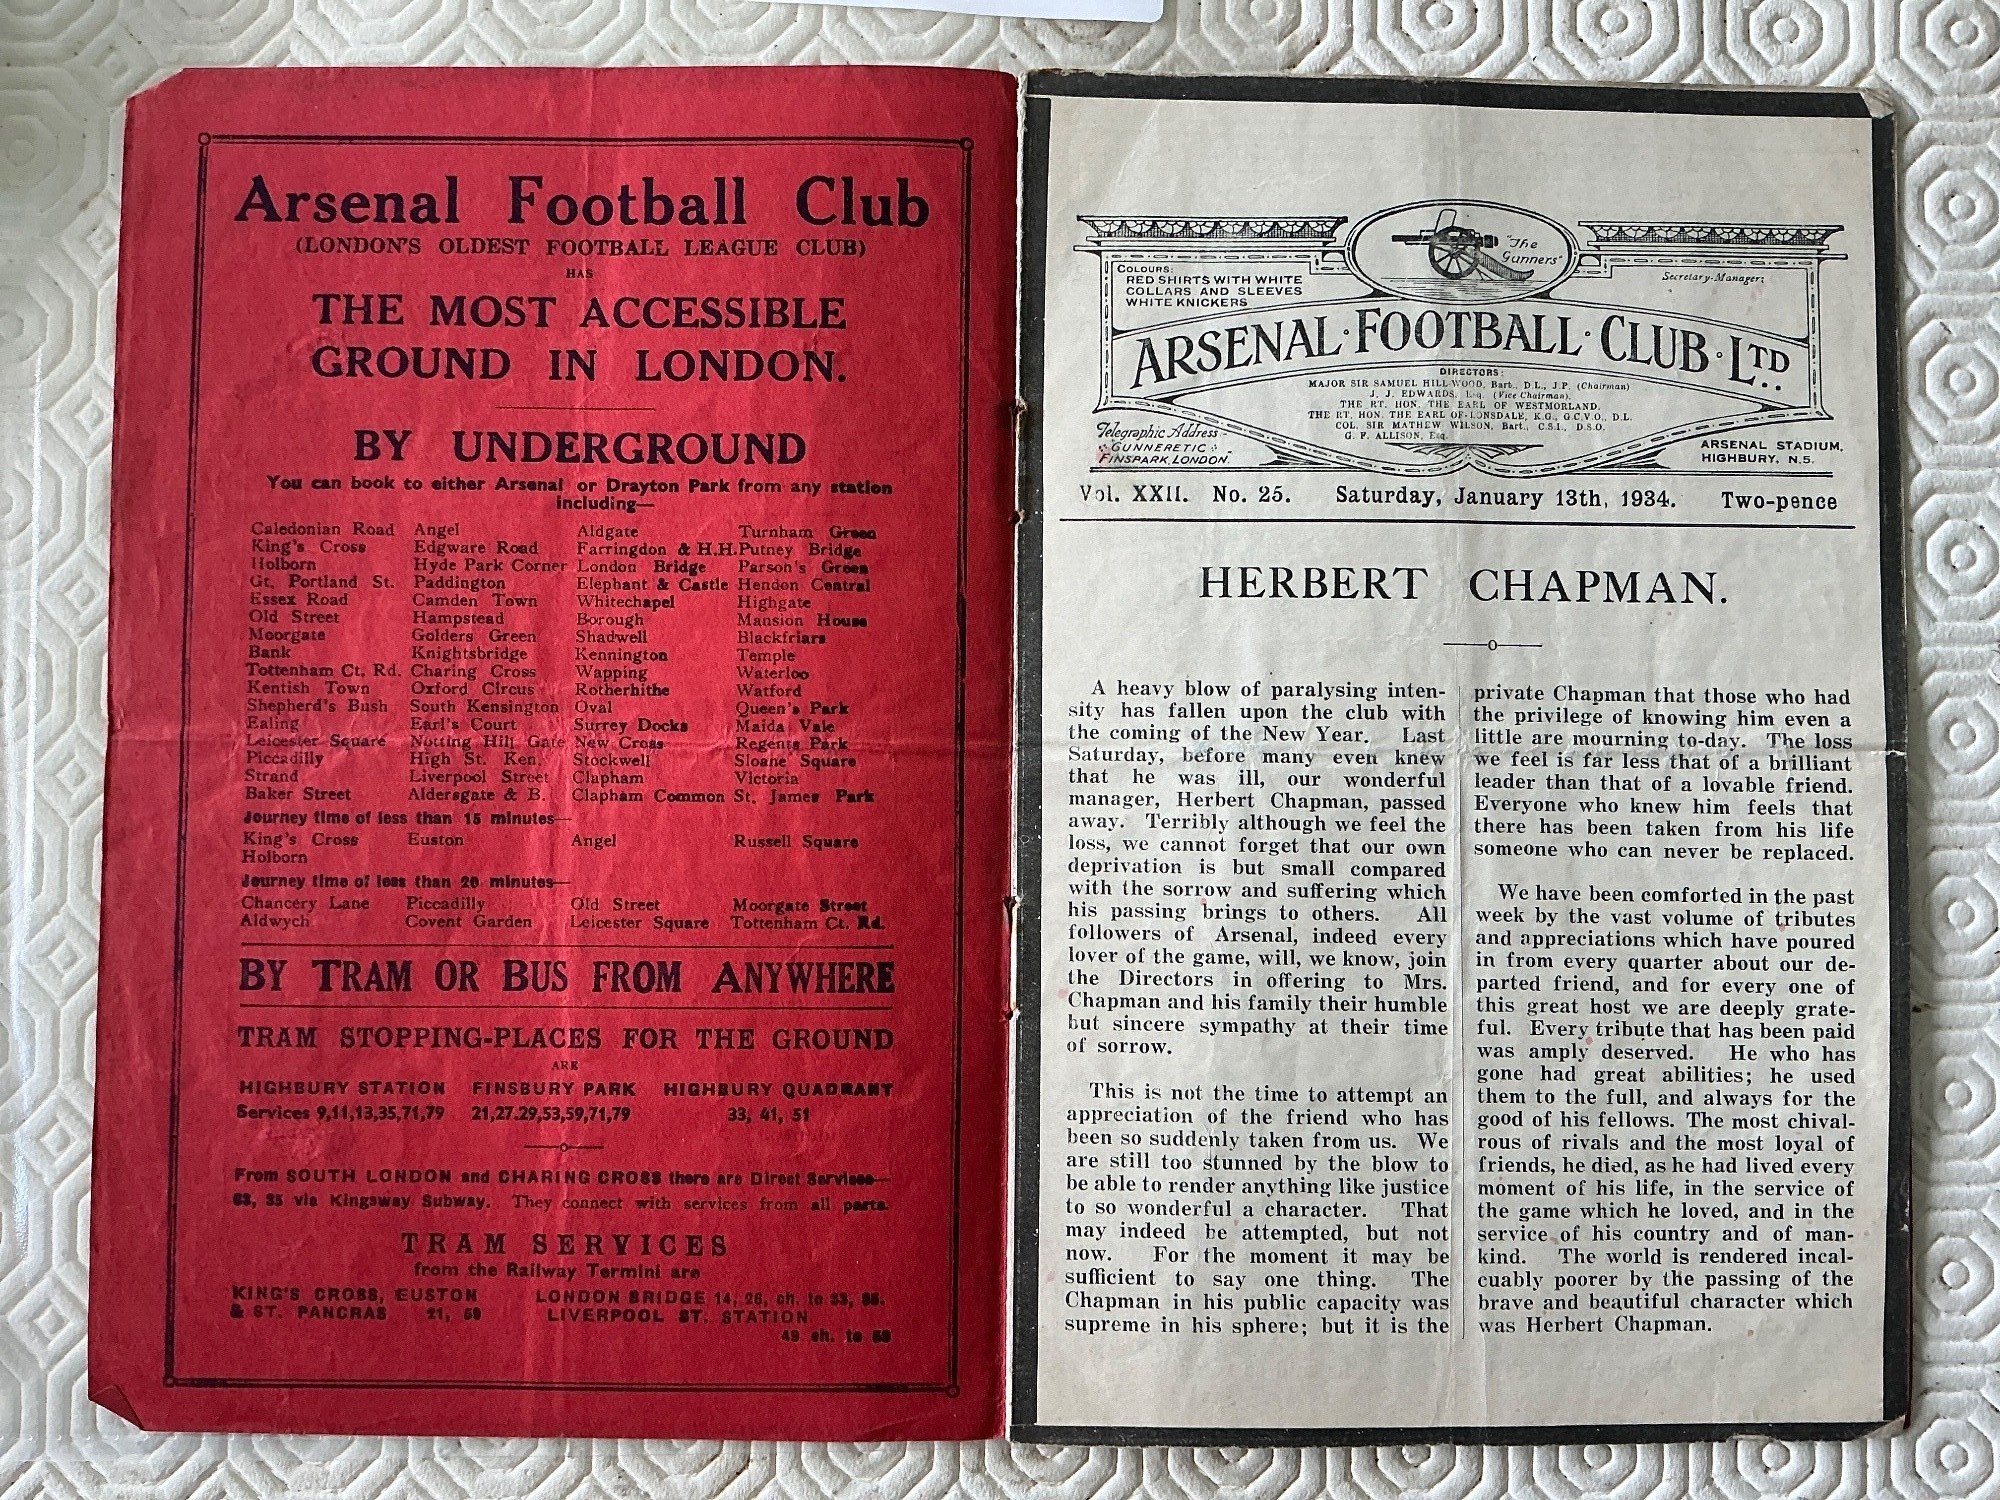 Arsenal Football Club
(LONDON'S OLDEST FOOTBALL LEAGUE CLUB)
HAS
THE MOST ACCESSIBLE
GROUND IN LONDON.
BY UNDERGROUND
You can book to either Arsenal or Drayton Park from any station
including—
Caledonian Road Angel Aldgate Turnham Green
King's Cross Edgware Road Farringdon & H.H. Putney Bridge
Holborn Hyde Park Corner London Bridge Parson's Green
Gt. Portland St. Paddington Elephant & Castle Hendon Central
Essex Road Camden Town Whitechapel Highgate
Old Street Hampstead Borough Mansion House
Moorgate Golders Green Shadwell Blackfriars
Bank Knightsbridge Kennington Temple
Tottenham Ct. Rd. Charing Cross Wapping Waterloo
Kentish Town Oxford Circus Rotherhithe Watford
Shepherd's Bush South Kensington Oval Queen's Park
Ealing Earl's Court Surrey Docks Maida Vale
Leicester Square Notting Hill Gate New Cross Regents Park
Piccadilly High St. Ken. Stockwell Sloane Square
Strand Liverpool Street Clapham Victoria
Baker Street Aldersgate & B. Clapham Common St. James Park
Journey time of less than 15 minutes—
King's Cross Euston Angel Russell Square
Holborn
Journey time of less than 20 minutes—
Chancery Lane Piccadilly Old Street Moorgate Street
Aldwych Covent Garden Leicester Square Tottenham Ct. Rd.
BY TRAM OR BUS FROM ANYWHERE
TRAM STOPPING-PLACES FOR THE GROUND
ARE
HIGHBURY STATION FINSBURY PARK HIGHBURY QUADRANT
Services 9,11,13,35,71,79 21,27.29,53,59,71,79 33, 41, 51
From SOUTH LONDON and CHARING CROSS there are Direct Services—
33, 35 via Kingsway Subway. They connect with services from all parts.
TRAM SERVICES
from the Railway Termini are
KING'S CROSS, EUSTON LONDON BRIDGE 14, 26, ch. to 33, 35.
& ST. PANCRAS 21, 59 LIVERPOOL ST. STATION
49 ch. to 53
"The
Gunners"
COLOURS:
RED SHIRTS WITH WHITE
COLLARS AND SLEEVES
WHITE KNICKERS
Secretary-Manager:
ARSENAL·FOOTBALL·CLUB·LTD.
DIRECTORS:
MAJOR SIR SAMUEL HILL-WOOD, Bart., D.L., J.P. (Chairman)
J. J. EDWARDS, Esq. (Vice Chairman),
THE RT. HON. THE EARL OF WESTMORLAND,
THE RT. HON. THE EARL OF LONSDALE, K.G., G.C.V.O., D.L.
COL. SIR MATHEW WILSON, Bart., C.S.I., D.S.O.
G. F. ALLISON, Esq.
Telegraphic Address:-
GUNNERETIC
FINSPARK, LONDON.
ARSENAL STADIUM,
HIGHBURY, N.5.
Vol. XXII. No. 25. Saturday, January 13th, 1934. Two-pence
HERBERT CHAPMAN.
A heavy blow of paralysing inten-
sity has fallen upon the club with
the coming of the New Year. Last
Saturday, before many even knew
that he was ill, our wonderful
manager, Herbert Chapman, passed
away. Terribly although we feel the
loss, we cannot forget that our own
deprivation is but small compared
with the sorrow and suffering which
his passing brings to others. All
followers of Arsenal, indeed every
lover of the game, will, we know, join
the Directors in offering to Mrs.
Chapman and his family their humble
but sincere sympathy at their time
of sorrow.
This is not the time to attempt an
appreciation of the friend who has
been so suddenly taken from us. We
are still too stunned by the blow to
be able to render anything like justice
to so wonderful a character. That
may indeed be attempted, but not
now. For the moment it may be
sufficient to say one thing. The
Chapman in his public capacity was
supreme in his sphere; but it is the
private Chapman that those who had
the privilege of knowing him even a
little are mourning to-day. The loss
we feel is far less that of a brilliant
leader than that of a lovable friend.
Everyone who knew him feels that
there has been taken from his life
someone who can never be replaced.
We have been comforted in the past
week by the vast volume of tributes
and appreciations which have poured
in from every quarter about our de-
parted friend, and for every one of
this great host we are deeply grate-
ful. Every tribute that has been paid
was amply deserved. He who has
gone had great abilities; he used
them to the full, and always for the
good of his fellows. The most chival-
rous of rivals and the most loyal of
friends, he died, as he had lived every
moment of his life, in the service of
the game which he loved, and in the
service of his country and of man-
kind. The world is rendered incal-
cuably poorer by the passing of the
brave and beautiful character which
was Herbert Chapman.